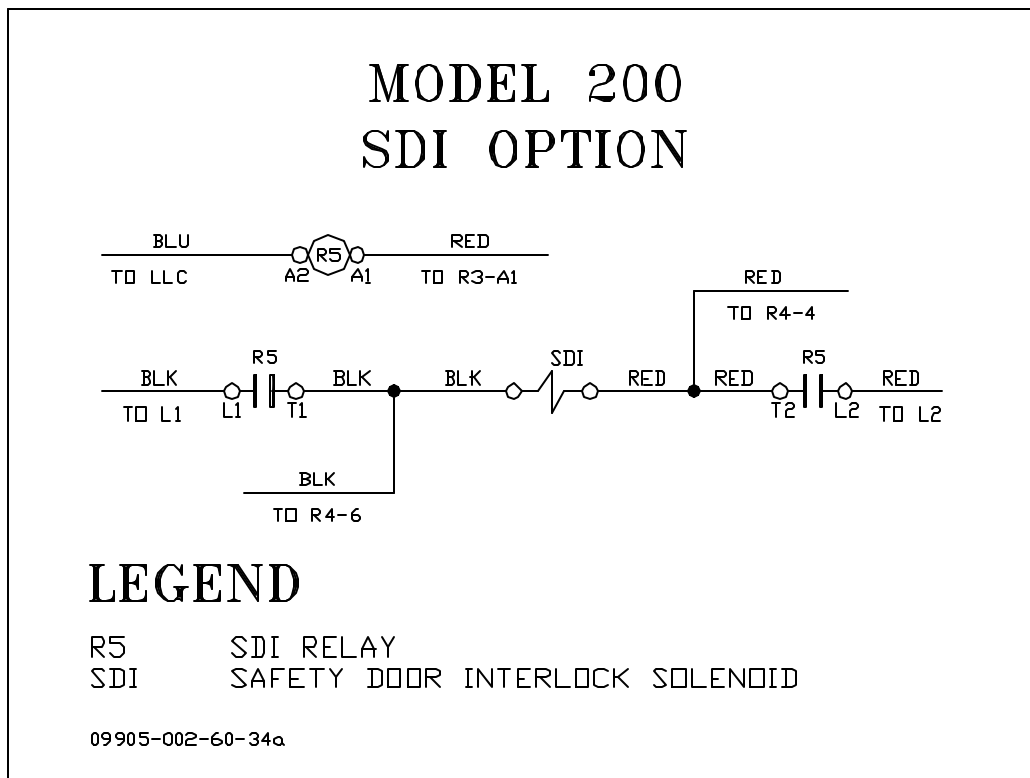 MODEL 200
SDI OPTION
BLU RED
R5
TO LLC A2 A1 TO R3-A1
RED
TO R4-4
R5 SDI R5
BLK BLK BLK RED RED RED
TO L1 L1 T1 T2 L2 TO L2
BLK
TO R4-6
LEGEND
R5 SDI RELAY
SDI SAFETY DOOR INTERLOCK SOLENOID
09905-002-60-34a